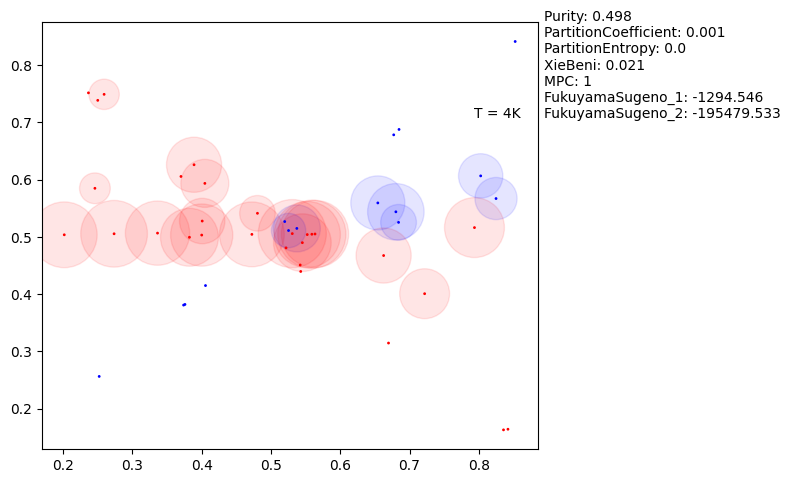 Purity: 0.498
PartitionCoefficient: 0.001
PartitionEntropy: 0.0
XieBeni: 0.021
MPC: 1
FukuyamaSugeno_1: -1294.546
FukuyamaSugeno_2: -195479.533
T = 4K
0.8
0.7
0.6
0.5
0.4
0.3
0.2
0.2 0.3 0.4 0.5 0.6 0.7 0.8